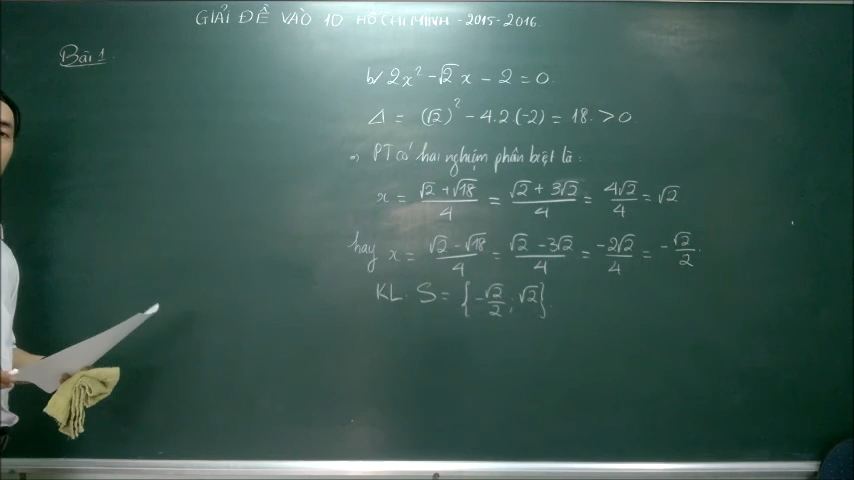 GIẢI ĐỀ VÀO 10 HỒ CHÍ MINH - 2015-2016.
Bài 1.
b/ 2x² - √2 x - 2 = 0.
Δ = (√2)² - 4.2(-2) = 18. > 0
⇒ PT có hai nghiệm phân biệt là:
x = (√2 + √18)/4 = (√2 + 3√2)/4 = 4√2/4 = √2
hay x = (√2 - √18)/4 = (√2 - 3√2)/4 = -2√2/4 = -√2/2.
KL. S = {-√2/2 ; √2}.